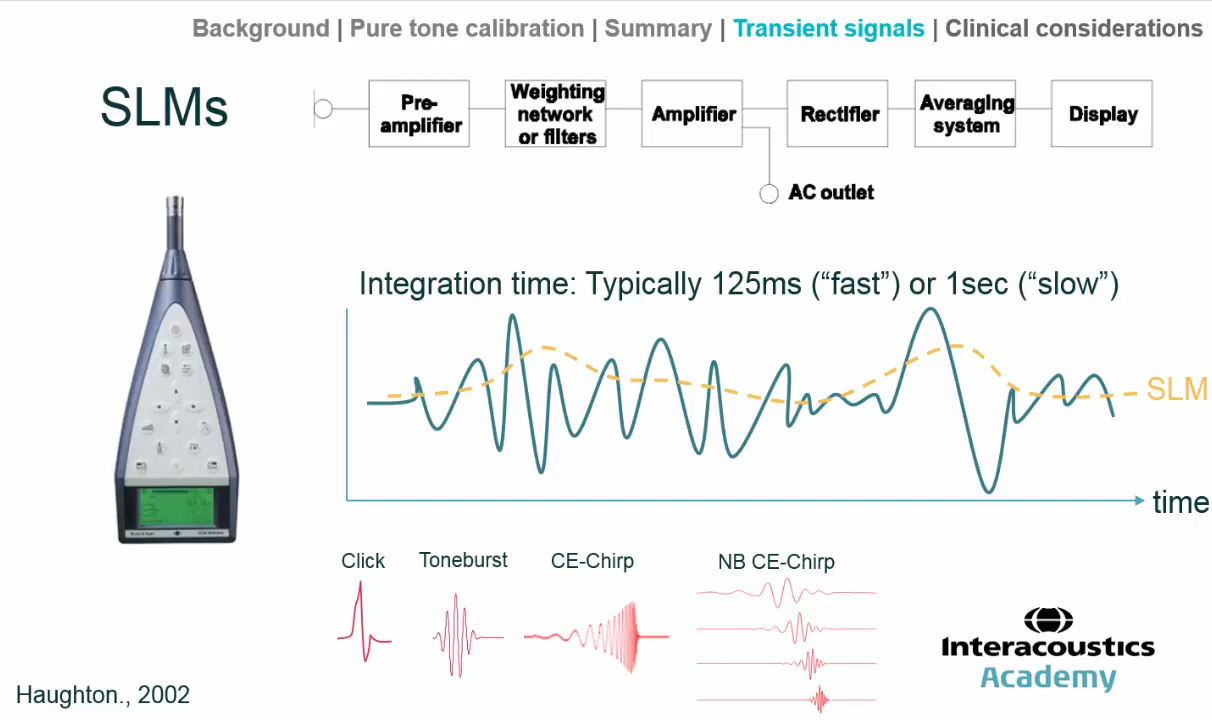 Background | Pure tone calibration | Summary | Transient signals | Clinical considerations
SLMs
Pre-
amplifier
Weighting
network
or filters
Amplifier
Rectifier
Averaging
system
Display
AC outlet
Integration time: Typically 125ms (“fast”) or 1sec (“slow”)
SLM
time
Click
Toneburst
CE-Chirp
NB CE-Chirp
Interacoustics
Academy
Haughton., 2002